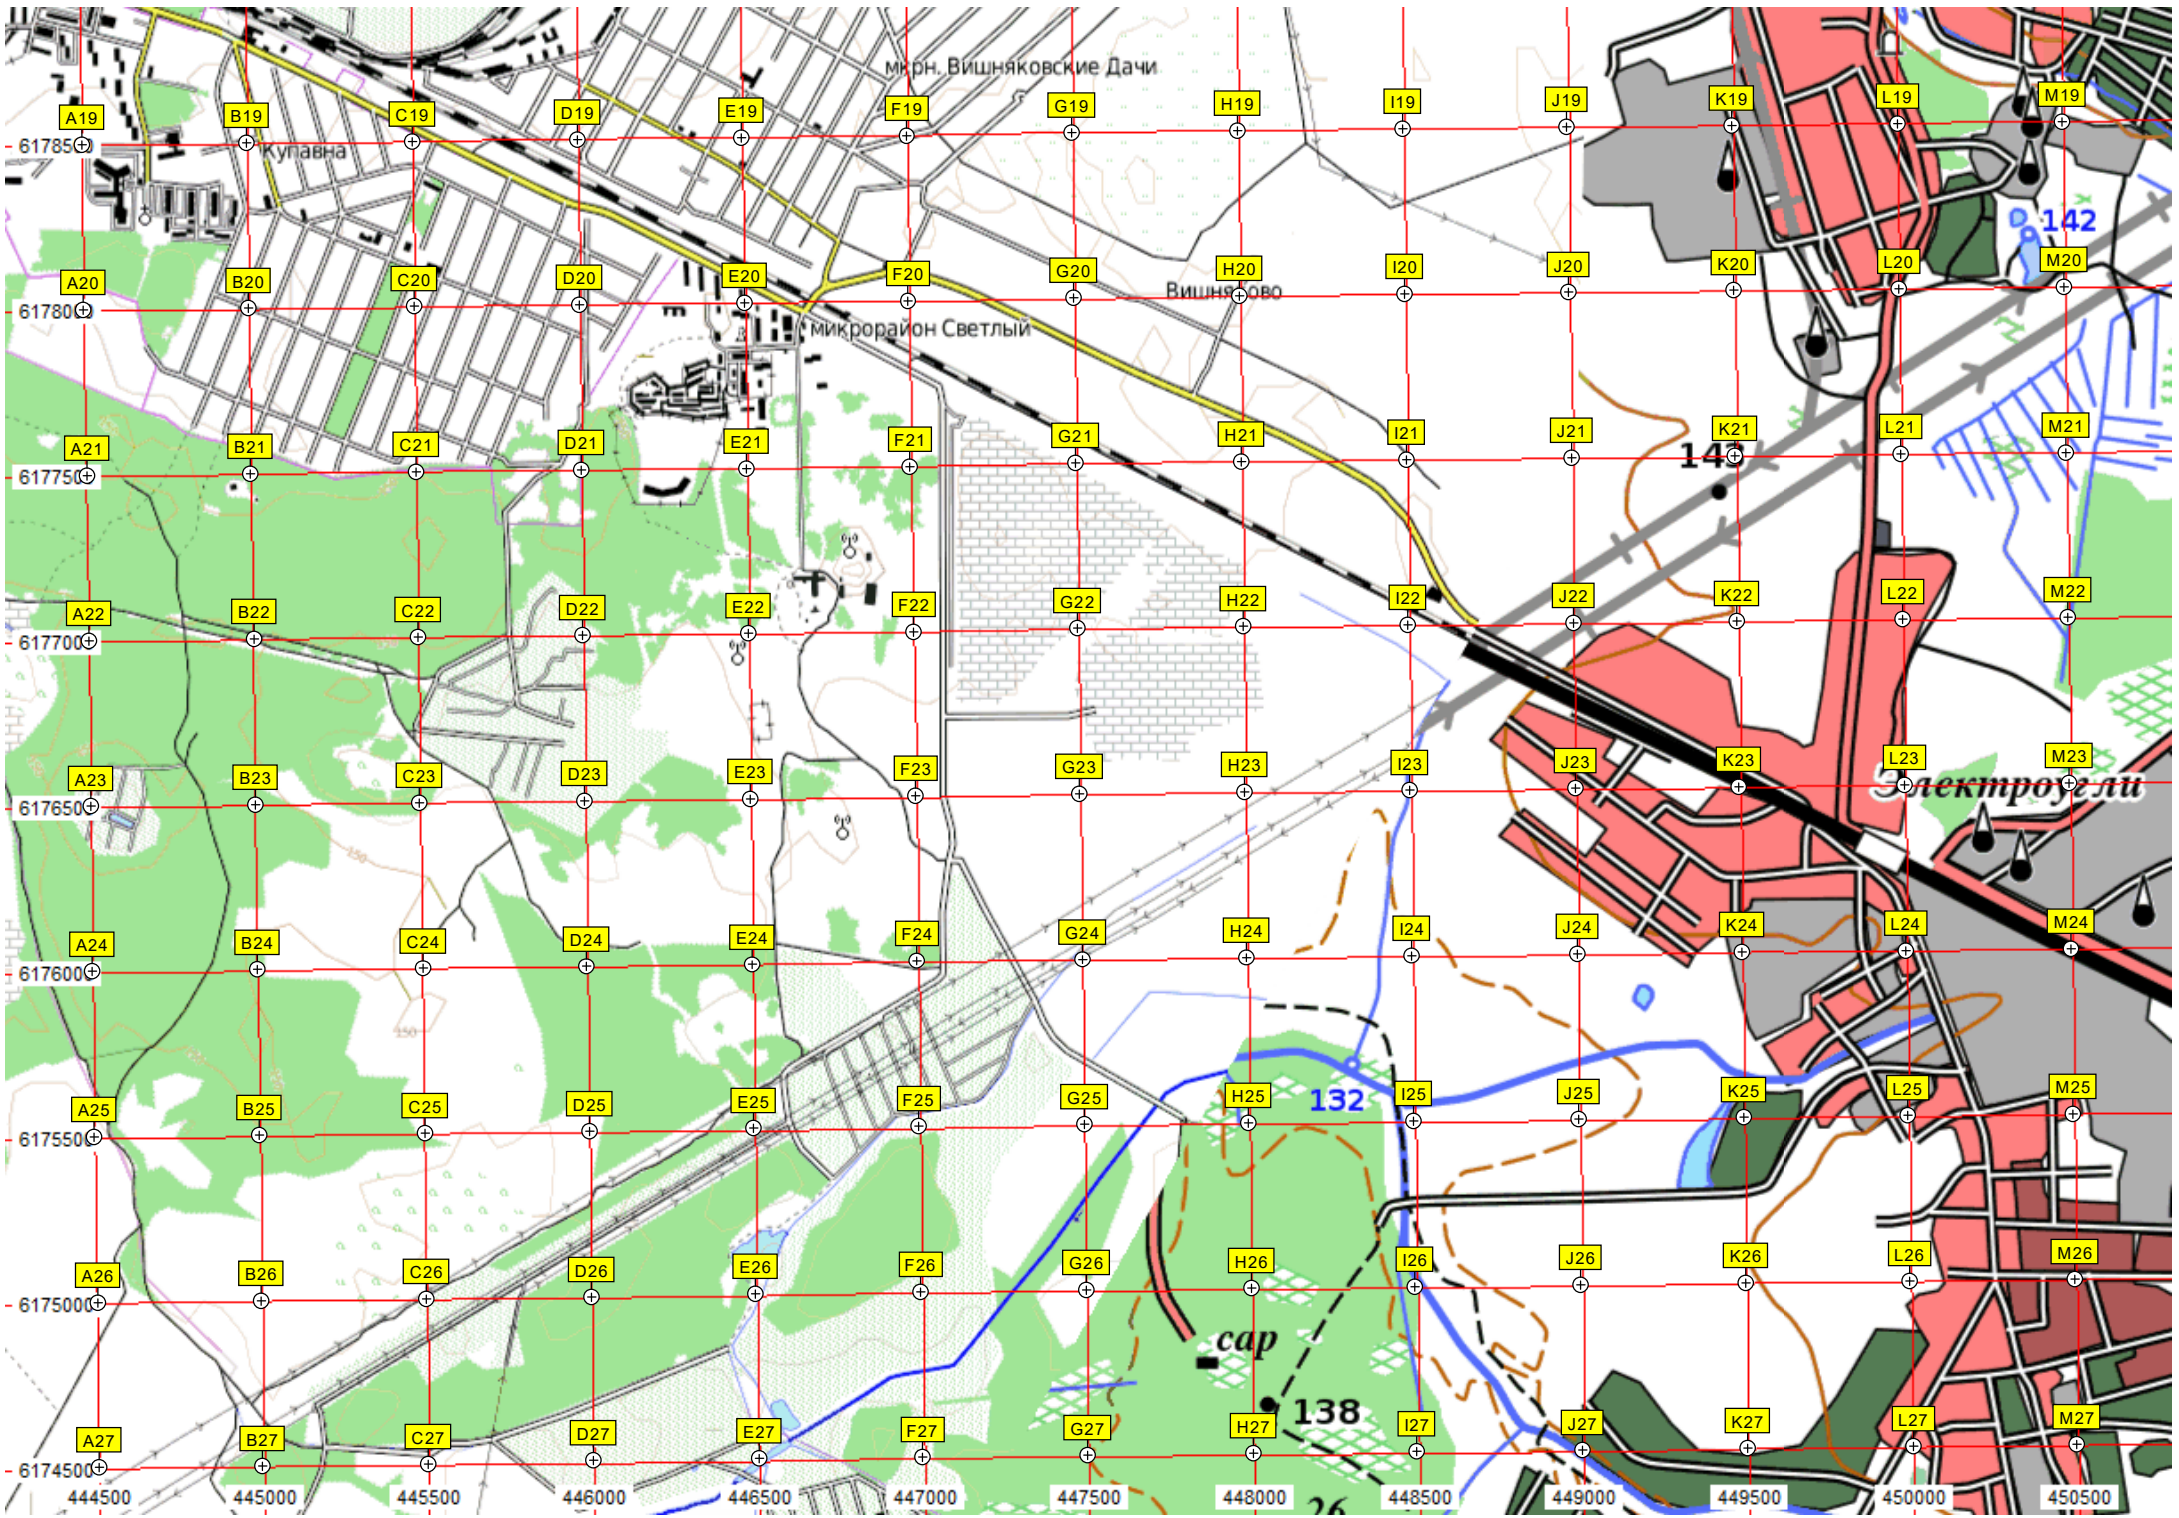 мкрн. Вишняковские Дачи
A19 B19 C19 D19 E19 F19 G19 H19 I19 J19 K19 L19 M19
6178500
Купавна
142
A20 B20 C20 D20 E20 F20 G20 H20 I20 J20 K20 L20 M20
6178000
Вишняково
микрорайон Светлый
A21 B21 C21 D21 E21 F21 G21 H21 I21 J21 K21 L21 M21
6177500
A22 B22 C22 D22 E22 F22 G22 H22 I22 J22 K22 L22 M22
6177000
A23 B23 C23 D23 E23 F23 G23 H23 I23 J23 K23 L23 M23
6176500
Электроугли
150
A24 B24 C24 D24 E24 F24 G24 H24 I24 J24 K24 L24 M24
6176000
150
A25 B25 C25 D25 E25 F25 G25 H25 I25 J25 K25 L25 M25
132
6175500
A26 B26 C26 D26 E26 F26 G26 H26 I26 J26 K26 L26 M26
6175000
сар
138
A27 B27 C27 D27 E27 F27 G27 H27 I27 J27 K27 L27 M27
6174500
444500 445000 445500 446000 446500 447000 447500 448000 448500 449000 449500 450000 450500
26